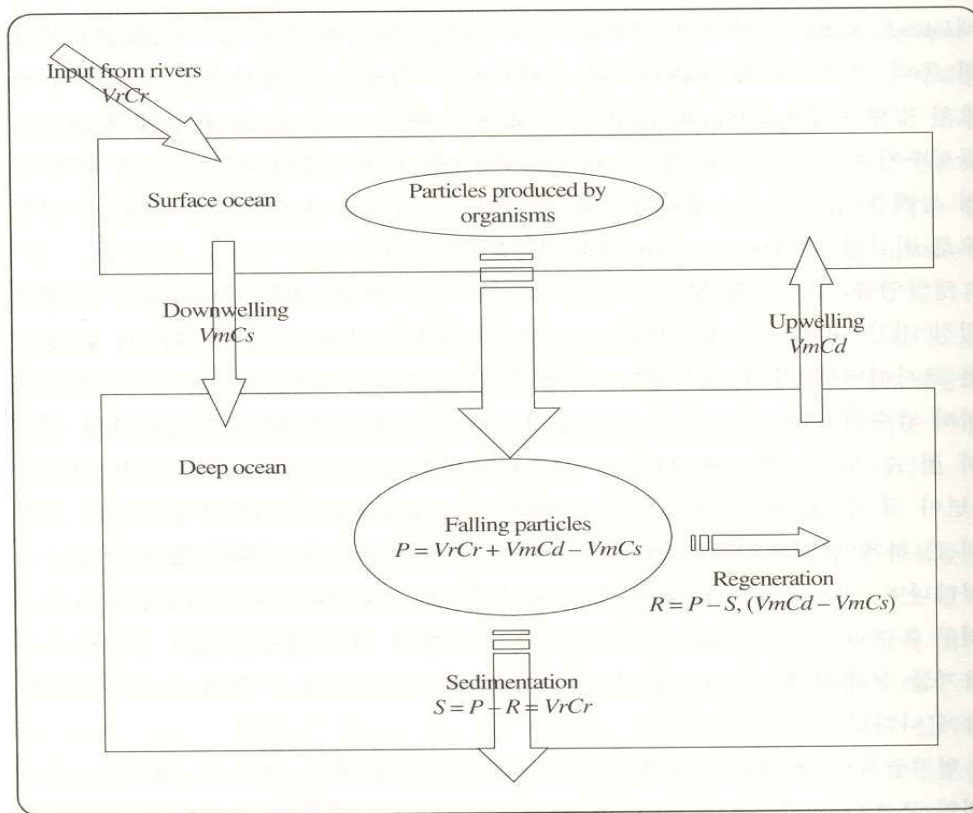 Input from rivers
VrCr
Surface ocean
Particles produced by
organisms
Downwelling
VmCs
Upwelling
VmCd
Deep ocean
Falling particles
P = VrCr + VmCd – VmCs
Regeneration
R = P – S, (VmCd – VmCs)
Sedimentation
S = P – R = VrCr